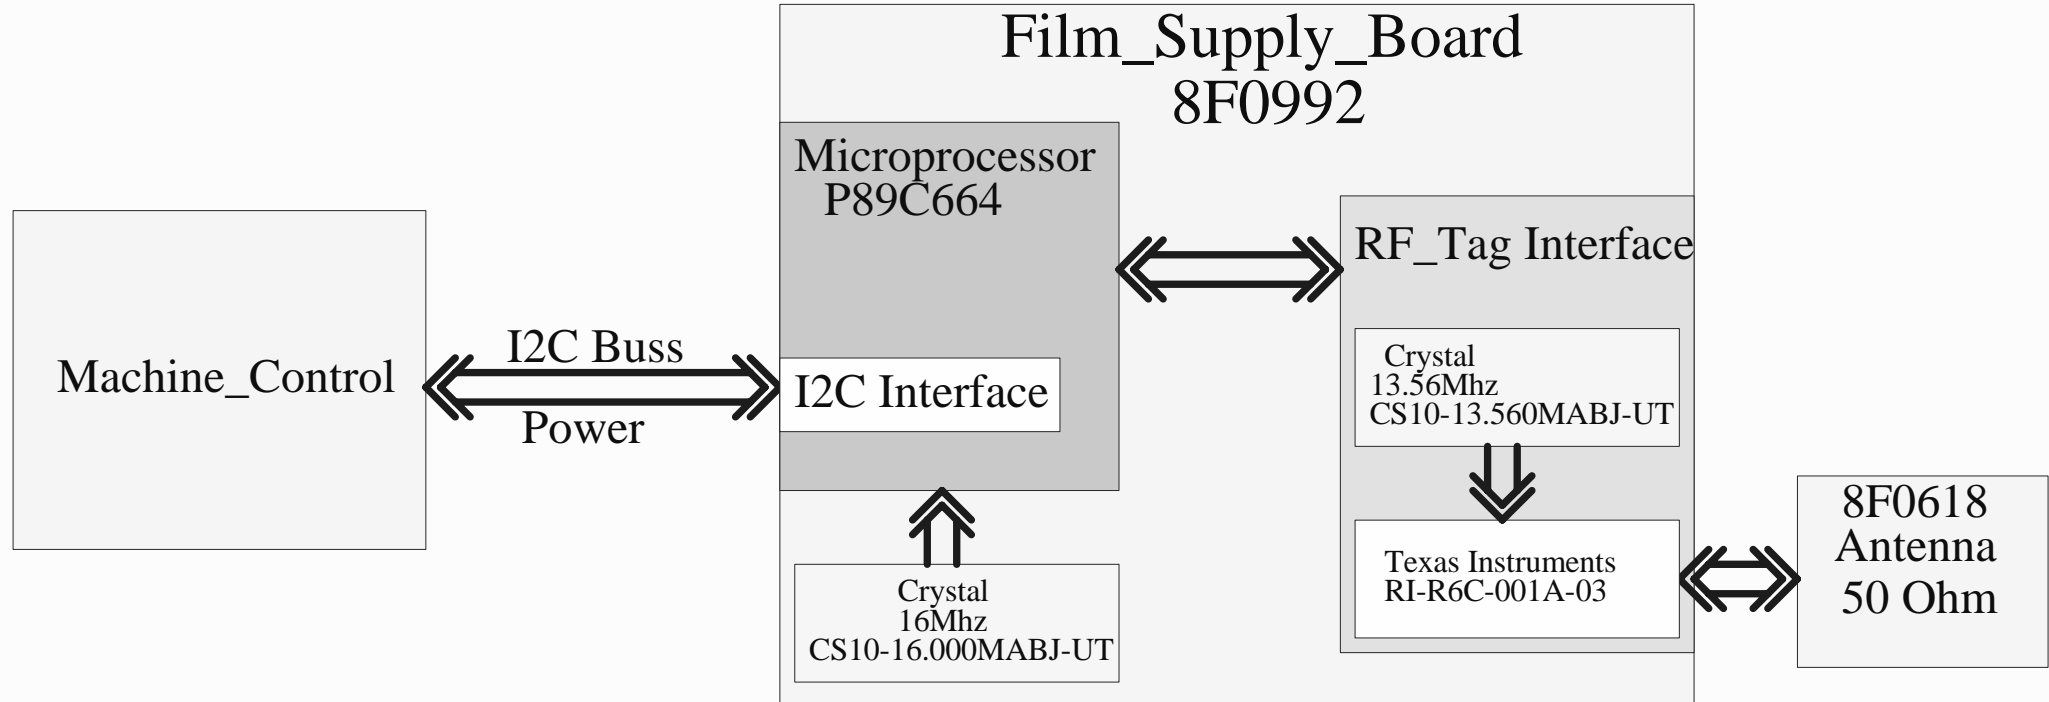 Film_Supply_Board
8F0992
Microprocessor
P89C664
RF_Tag Interface
Machine_Control
I2C Buss
Power
I2C Interface
Crystal
13.56Mhz
CS10-13.560MABJ-UT
Texas Instruments
RI-R6C-001A-03
8F0618
Antenna
50 Ohm
Crystal
16Mhz
CS10-16.000MABJ-UT